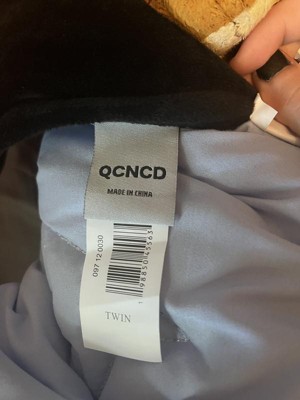 QCNCD
MADE IN CHINA
097 12 0030
TWIN